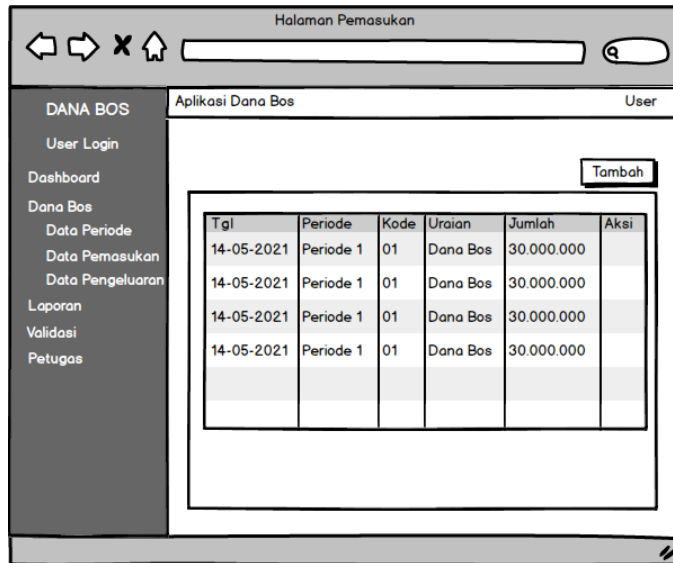 Halaman Pemasukan
DANA BOS
Aplikasi Dana Bos
User
User Login
Dashboard
Dana Bos
Data Periode
Data Pemasukan
Data Pengeluaran
Laporan
Validasi
Petugas
Tambah
Tgl Periode Kode Uraian Jumlah Aksi
14-05-2021 Periode 1 01 Dana Bos 30.000.000
14-05-2021 Periode 1 01 Dana Bos 30.000.000
14-05-2021 Periode 1 01 Dana Bos 30.000.000
14-05-2021 Periode 1 01 Dana Bos 30.000.000